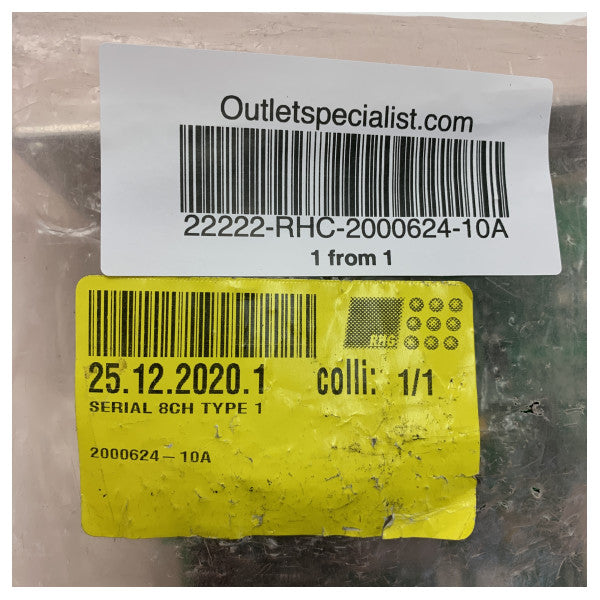 Outletspecialist.com
22222-RHC-2000624-10A
1 from 1
RH6
25.12.2020.1 colli: 1/1
SERIAL 8CH TYPE 1
2000624-10A